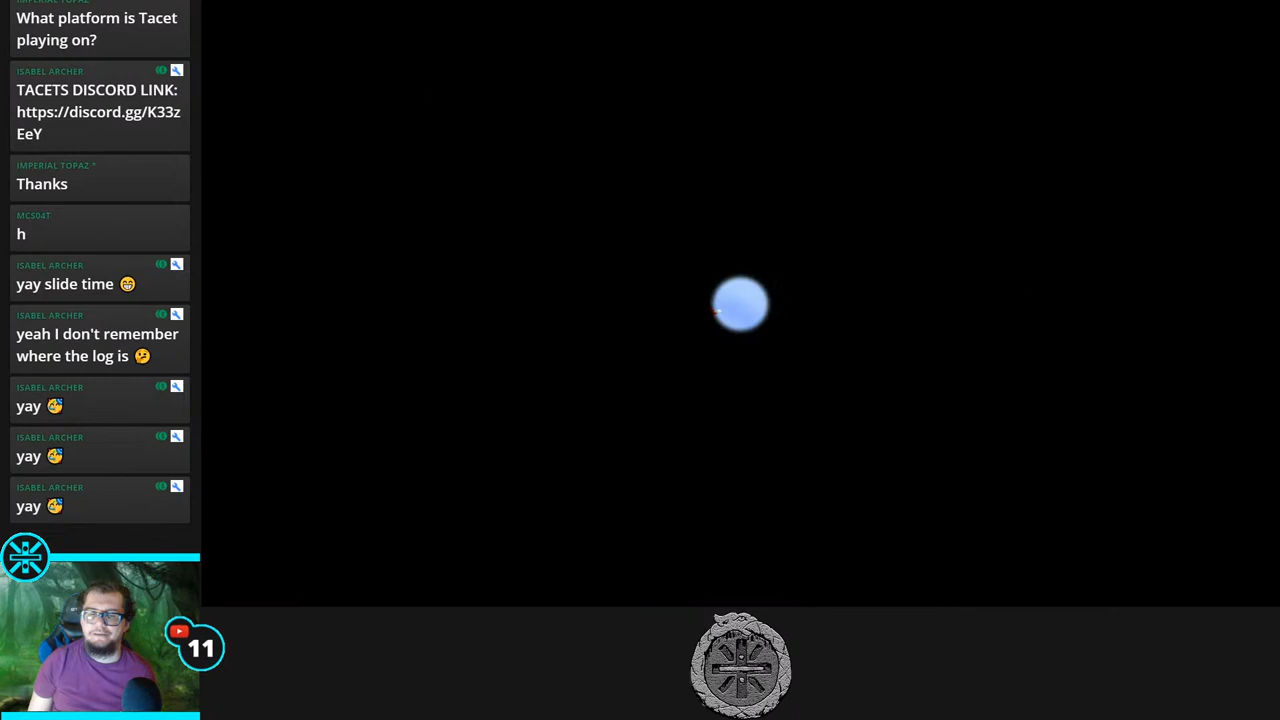 IMPERIAL TOPAZ
What platform is Tacet
playing on?
ISABEL ARCHER
TACETS DISCORD LINK:
https://discord.gg/K33z
EeY
IMPERIAL TOPAZ ^
Thanks
MCS04T
h
ISABEL ARCHER
yay slide time 😁
ISABEL ARCHER
yeah I don't remember
where the log is 🤔
ISABEL ARCHER
yay 🥳
ISABEL ARCHER
yay 🥳
ISABEL ARCHER
yay 🥳
11